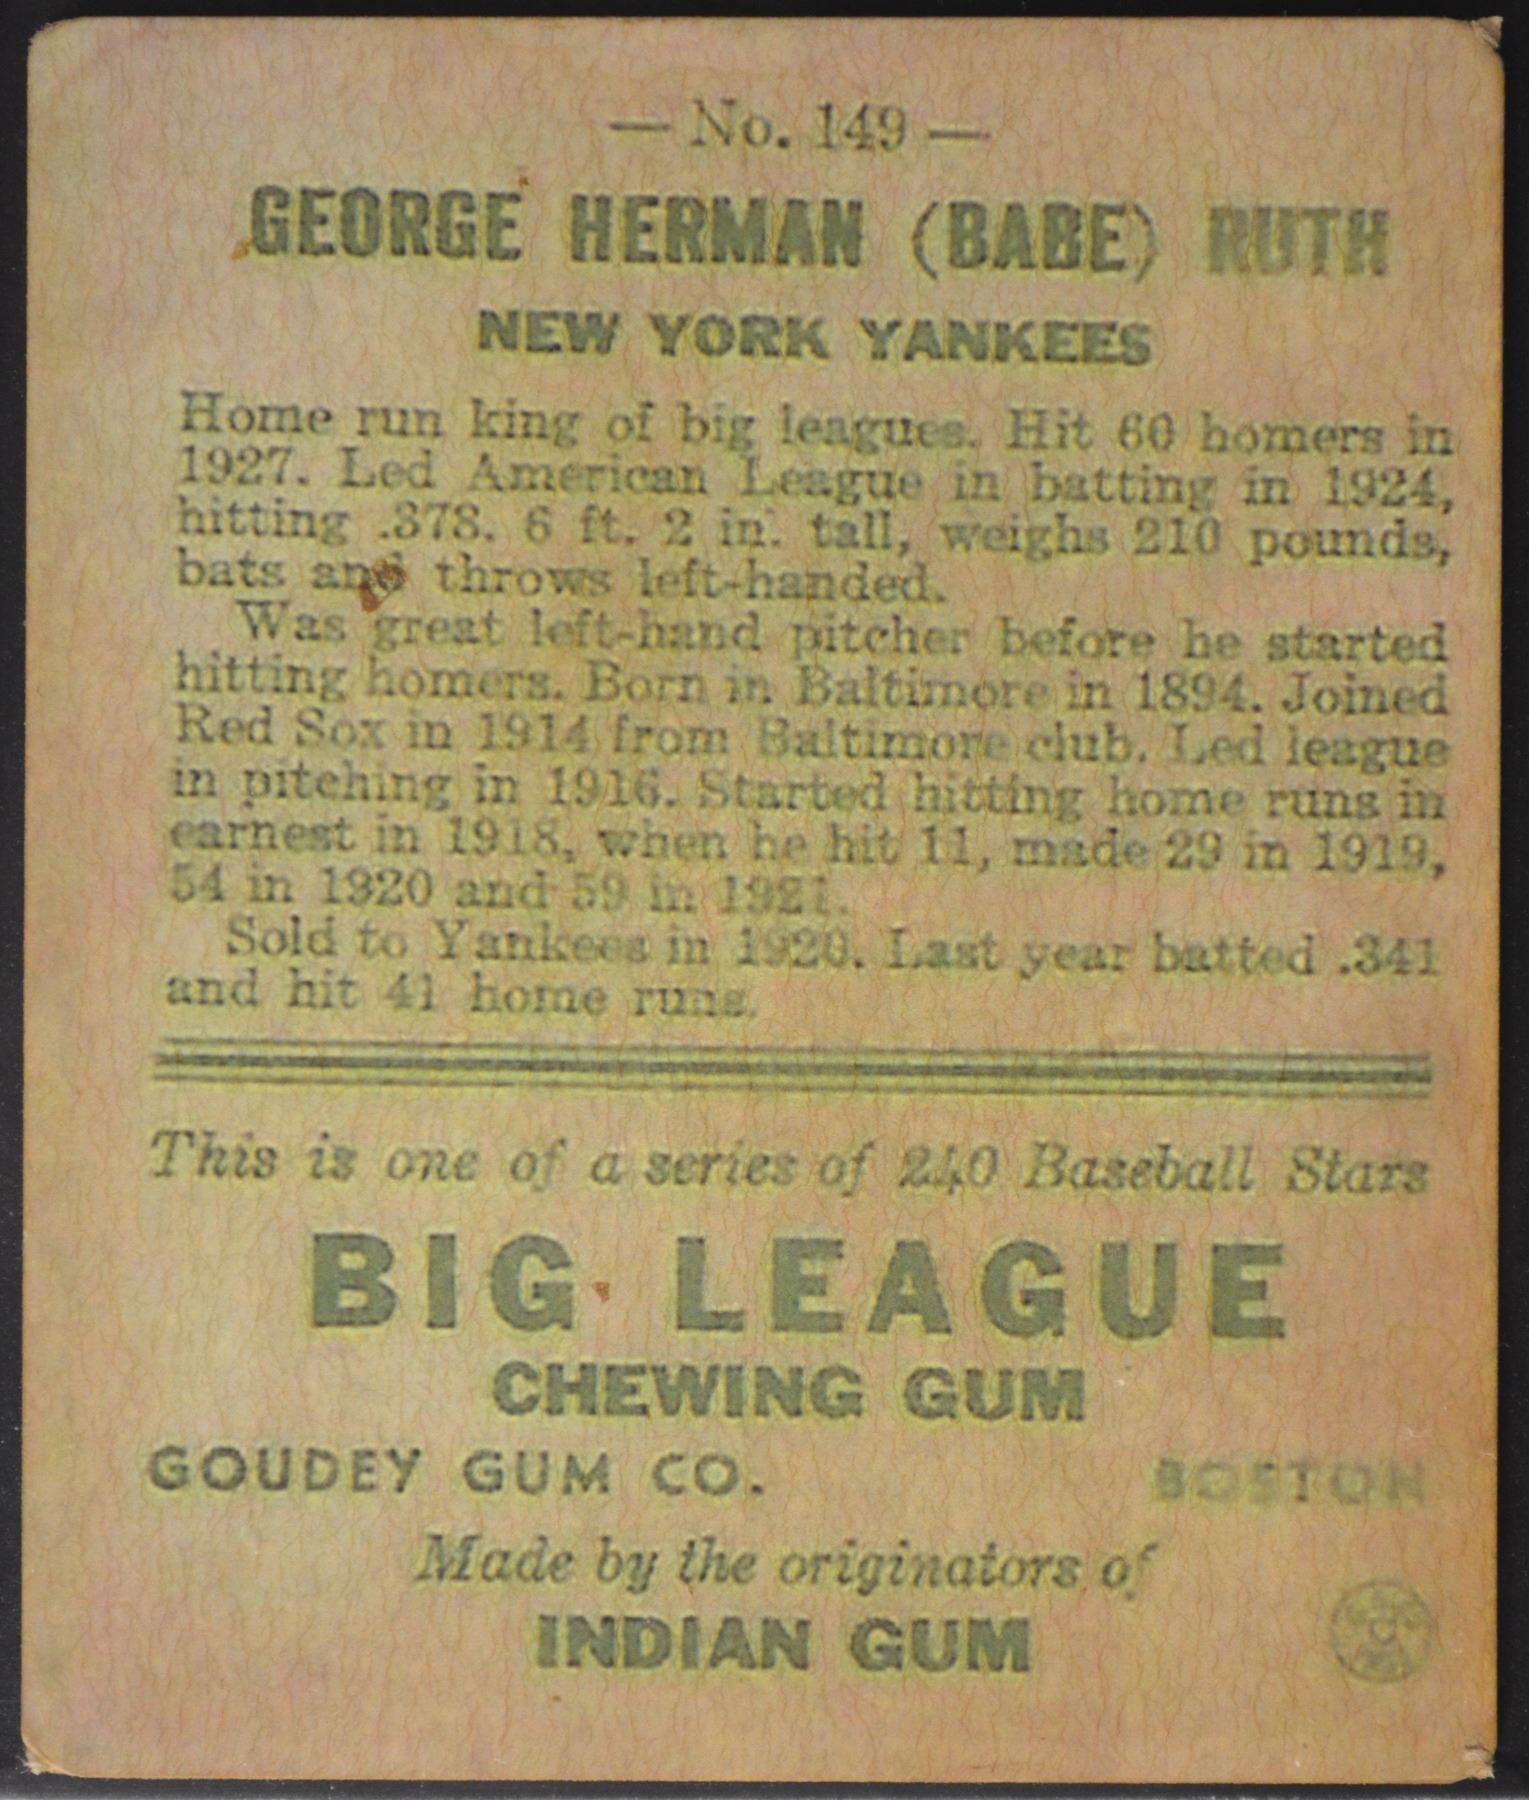 — No. 149 —
GEORGE HERMAN (BABE) RUTH
NEW YORK YANKEES
Home run king of big leagues. Hit 60 homers in
1927. Led American League in batting in 1924,
hitting .378. 6 ft. 2 in. tall, weighs 210 pounds,
bats and throws left-handed.
Was great left-hand pitcher before he started
hitting homers. Born in Baltimore in 1894. Joined
Red Sox in 1914 from Baltimore club. Led league
in pitching in 1916. Started hitting home runs in
earnest in 1918, when he hit 11, made 29 in 1919,
54 in 1920 and 59 in 1921.
Sold to Yankees in 1920. Last year batted .341
and hit 41 home runs.
This is one of a series of 240 Baseball Stars
BIG LEAGUE
CHEWING GUM
GOUDEY GUM CO. BOSTON
Made by the originators of
INDIAN GUM